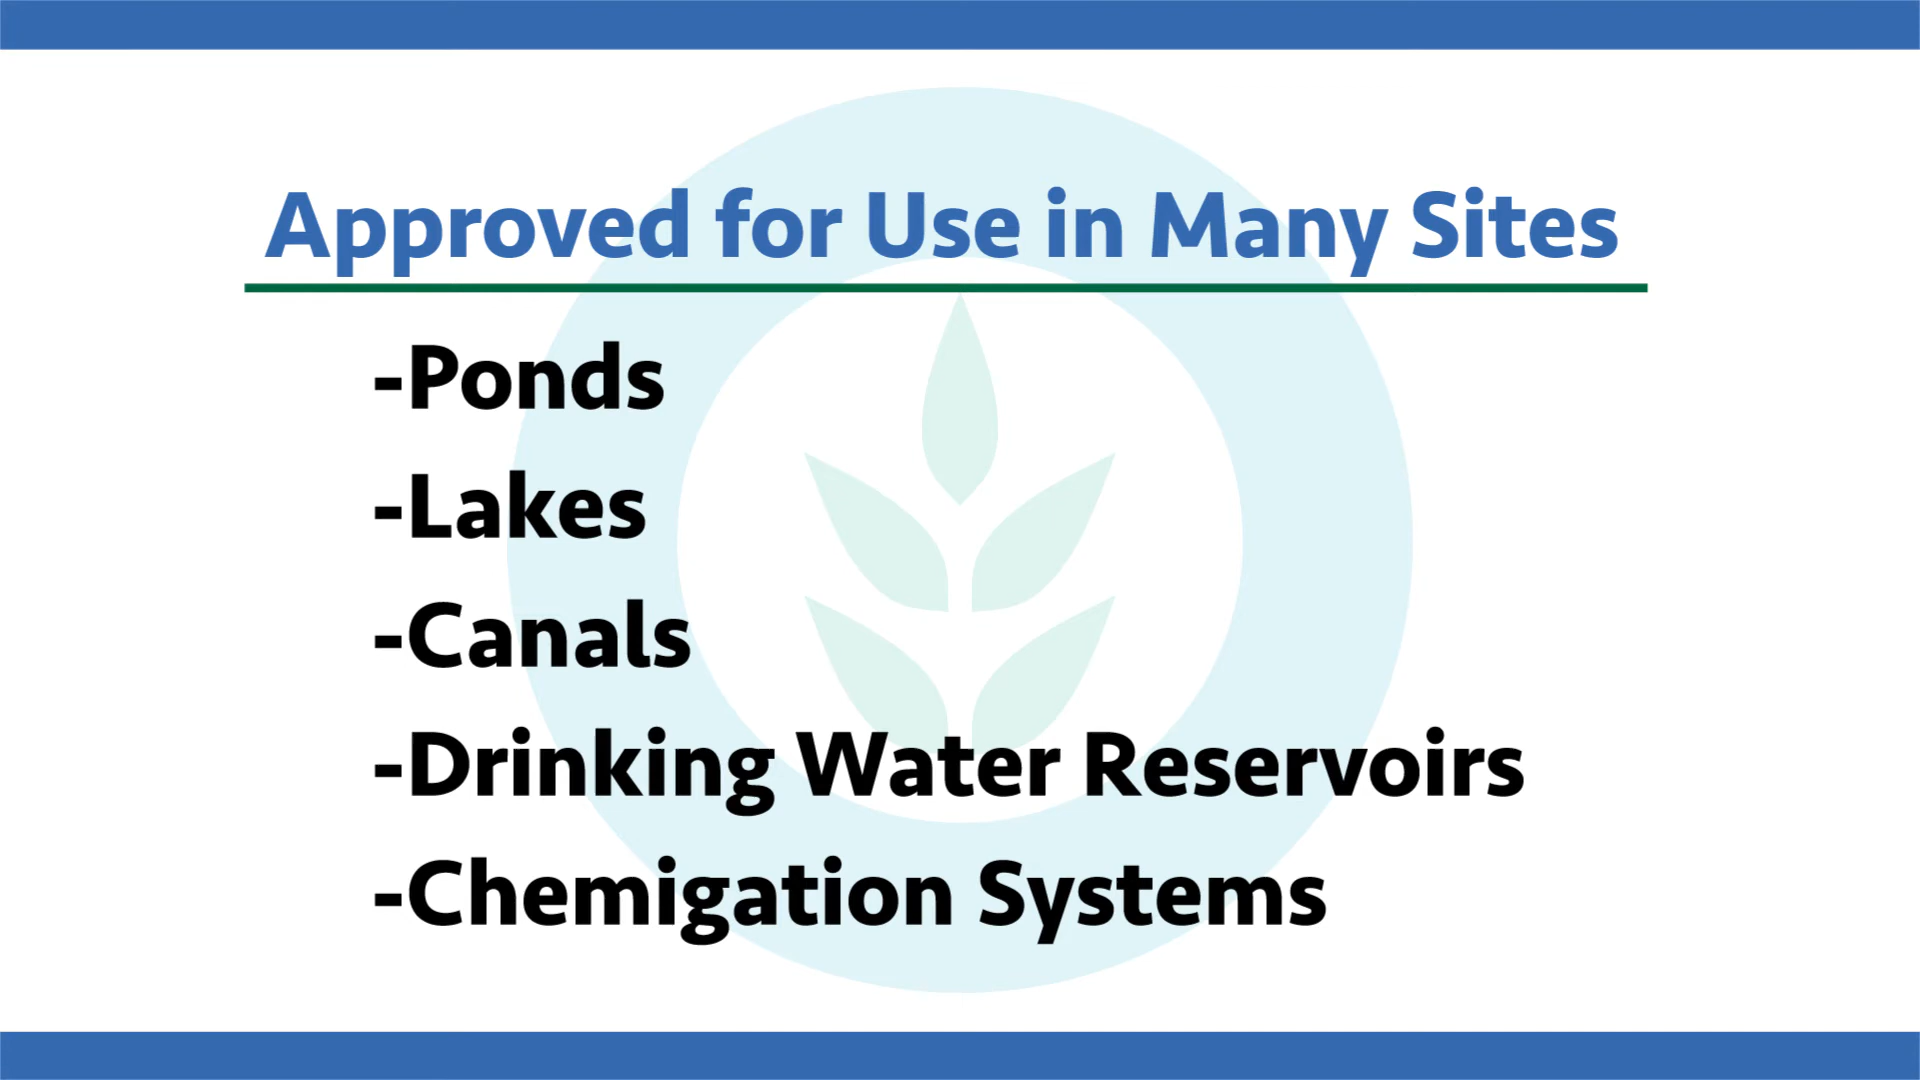 Approved for Use in Many Sites
-Ponds
-Lakes
-Canals
-Drinking Water Reservoirs
-Chemigation Systems